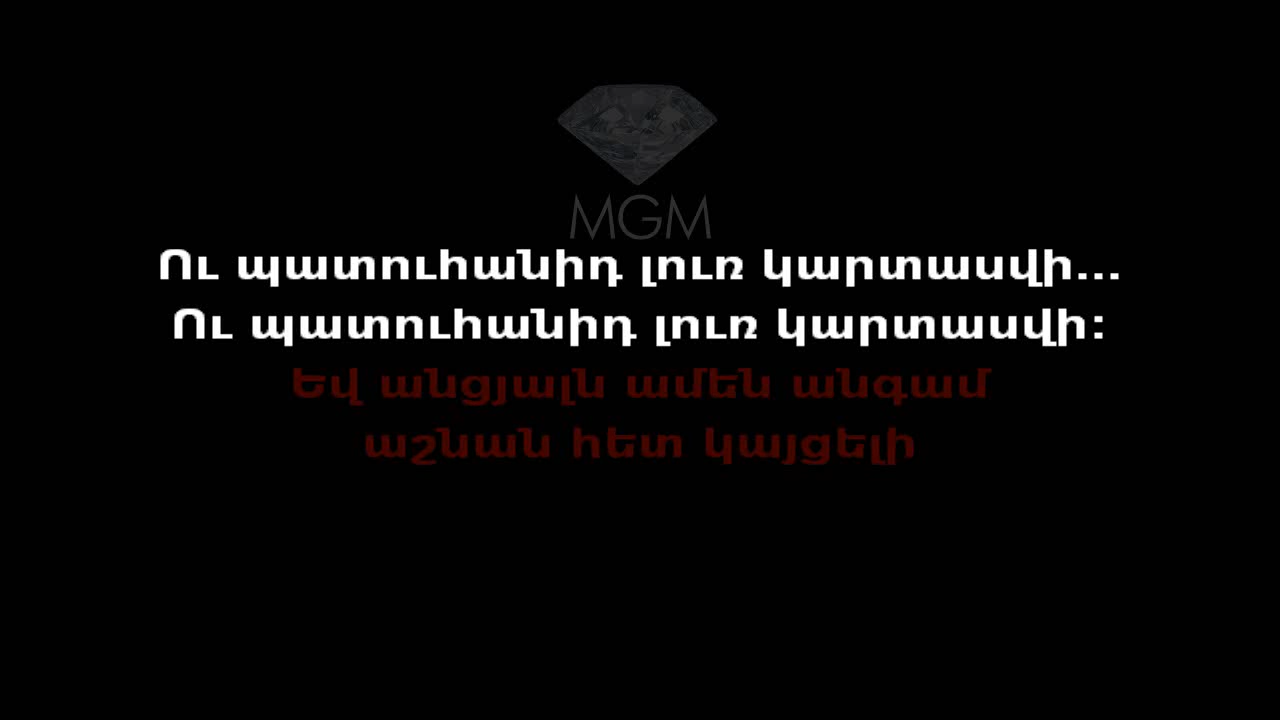 MGM
Ու պատուհանիդ լուռ կարտասվի...
Ու պատուհանիդ լուռ կարտասվի:
Եվ անցյալն ամեն անգամ
աշնան հետ կայցելի